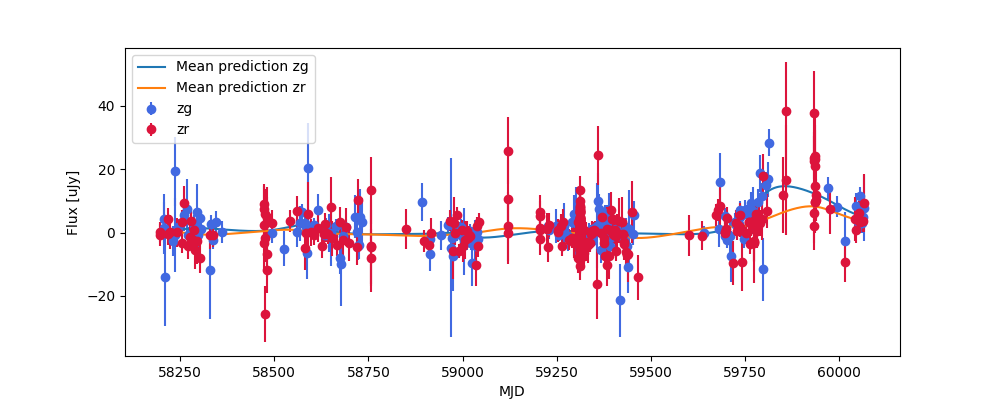 Mean prediction zg
Mean prediction zr
zg
zr
40
20
0
−20
Flux [uJy]
58250 58500 58750 59000 59250 59500 59750 60000
MJD